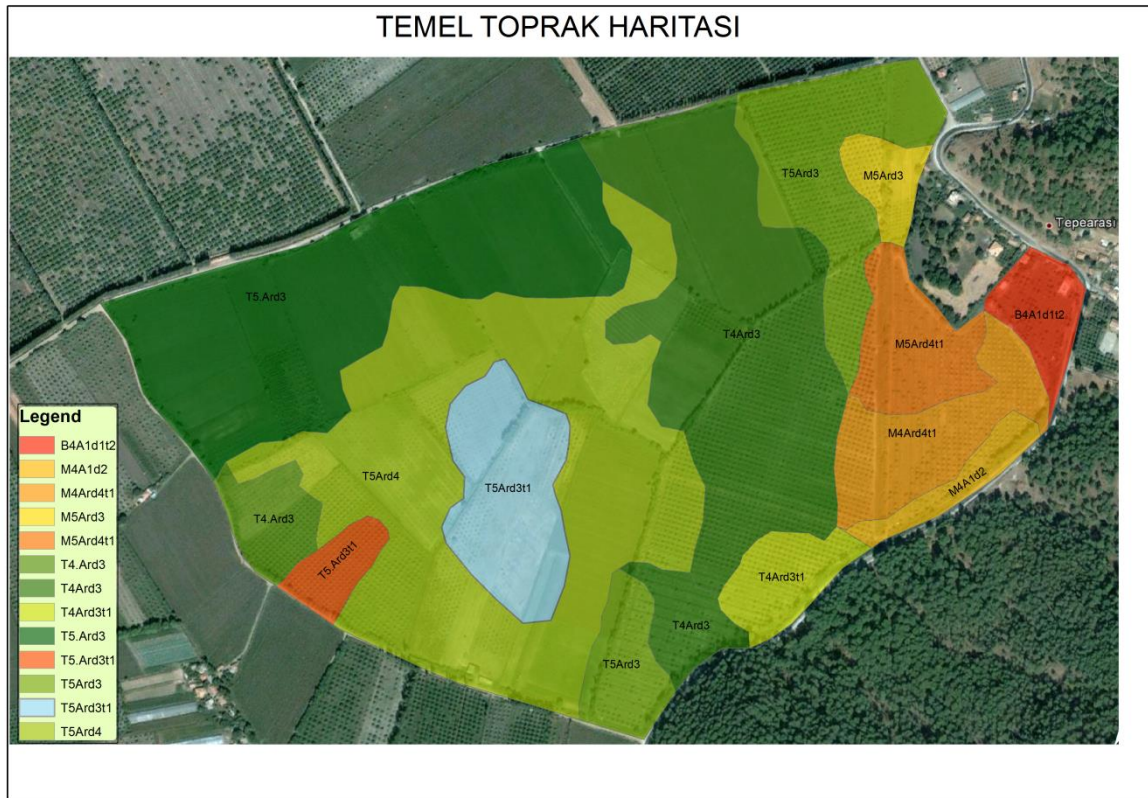 TEMEL TOPRAK HARITASI
T5Ard3
M5Ard3
Tepearasi
T5.Ard3
B4A1d1t2
T4Ard3
M5Ard4t1
M4Ard4t1
T5Ard4
M4A1d2
T5Ard3t1
T4.Ard3
T5.Ard3t1
T4Ard3t1
T4Ard3
T5Ard3
Legend
B4A1d1t2
M4A1d2
M4Ard4t1
M5Ard3
M5Ard4t1
T4.Ard3
T4Ard3
T4Ard3t1
T5.Ard3
T5.Ard3t1
T5Ard3
T5Ard3t1
T5Ard4